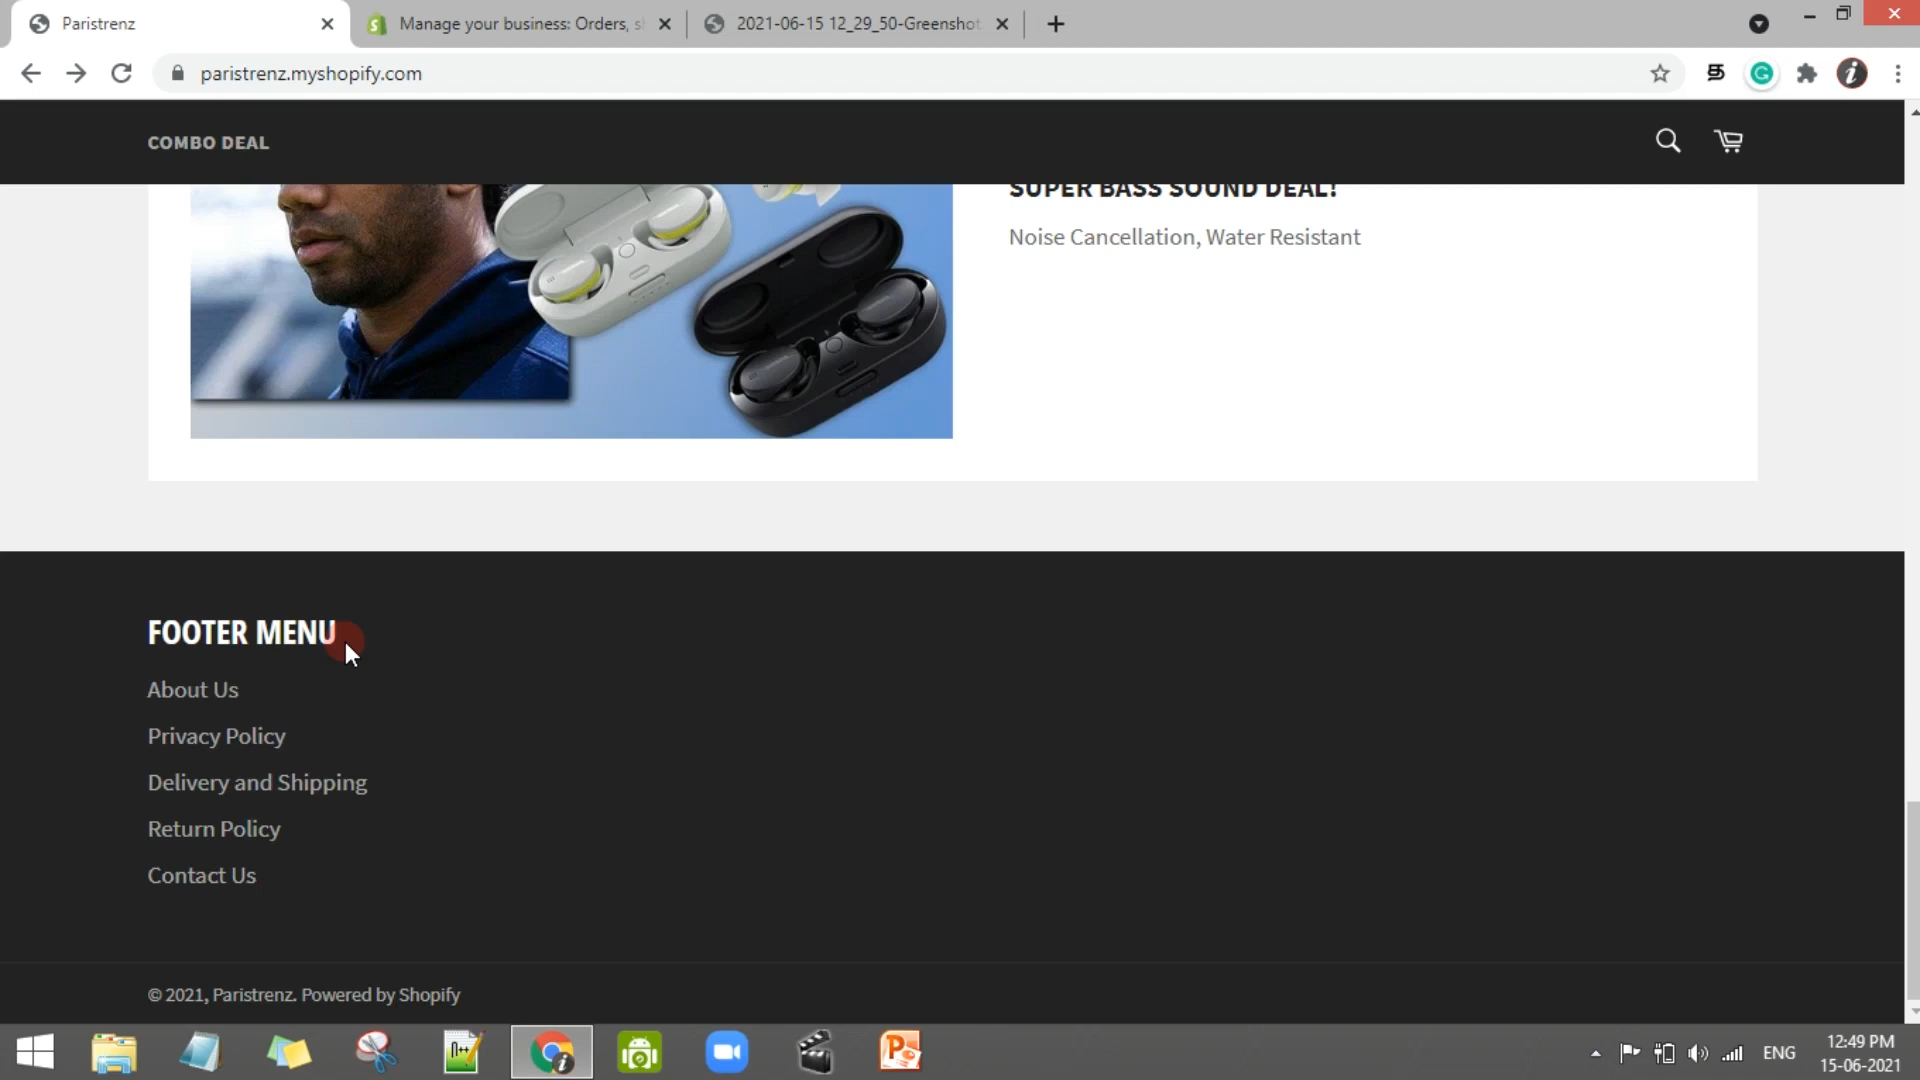 Paristrenz
Manage your business: Orders, s
2021-06-15 12_29_50-Greenshot
paristrenz.myshopify.com
COMBO DEAL
SUPER BASS SOUND DEAL!
Noise Cancellation, Water Resistant
FOOTER MENU
About Us
Privacy Policy
Delivery and Shipping
Return Policy
Contact Us
© 2021, Paristrenz. Powered by Shopify
ENG
12:49 PM
15-06-2021